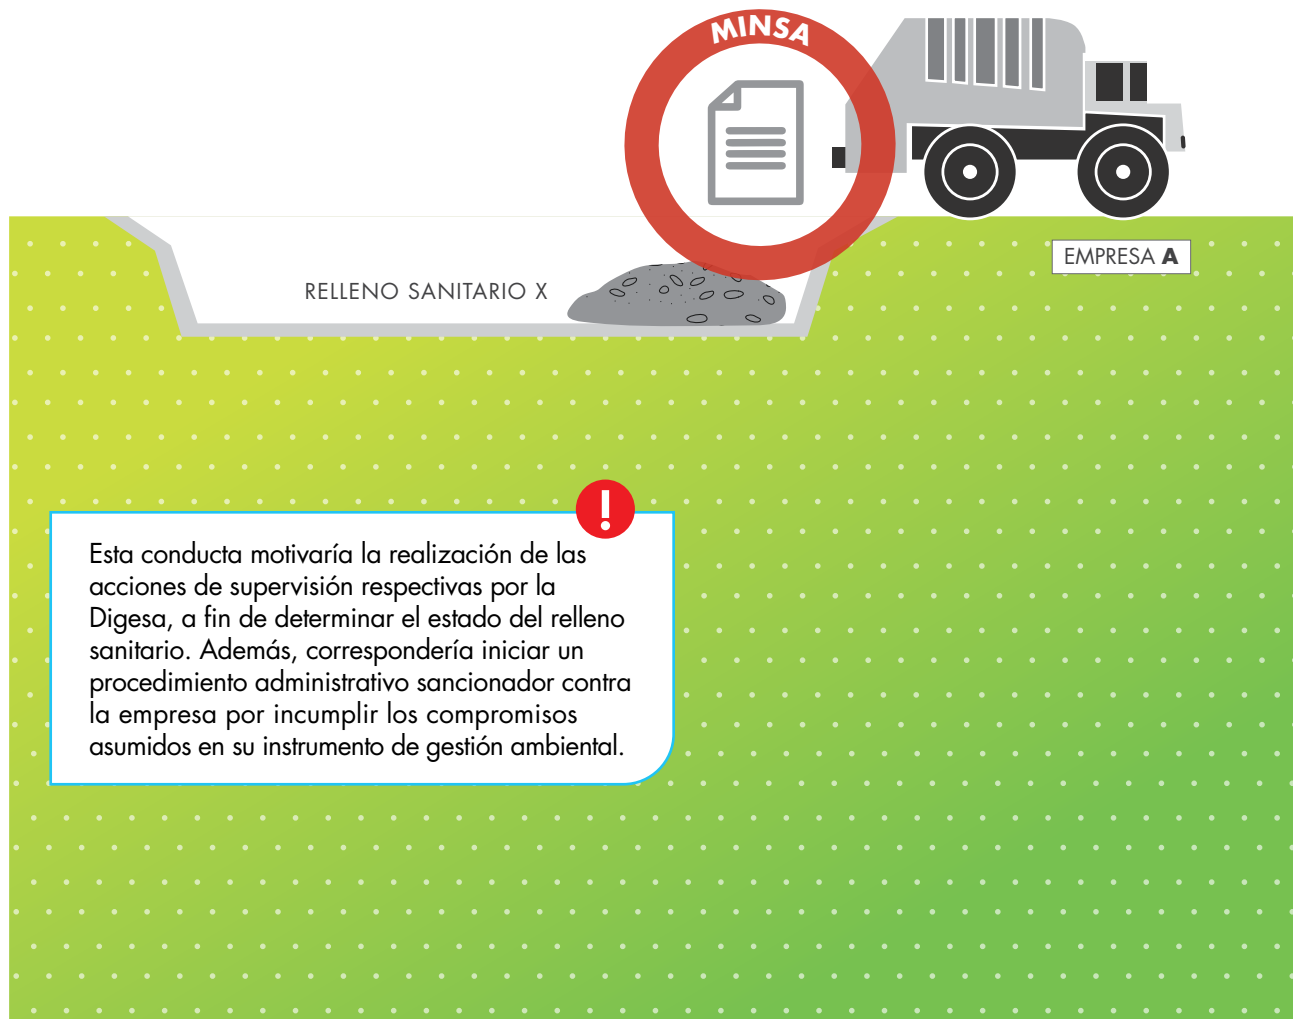 MINSA
EMPRESA A
RELLENO SANITARIO X
!
Esta conducta motivaría la realización de las
acciones de supervisión respectivas por la
Digesa, a fin de determinar el estado del relleno
sanitario. Además, correspondería iniciar un
procedimiento administrativo sancionador contra
la empresa por incumplir los compromisos
asumidos en su instrumento de gestión ambiental.